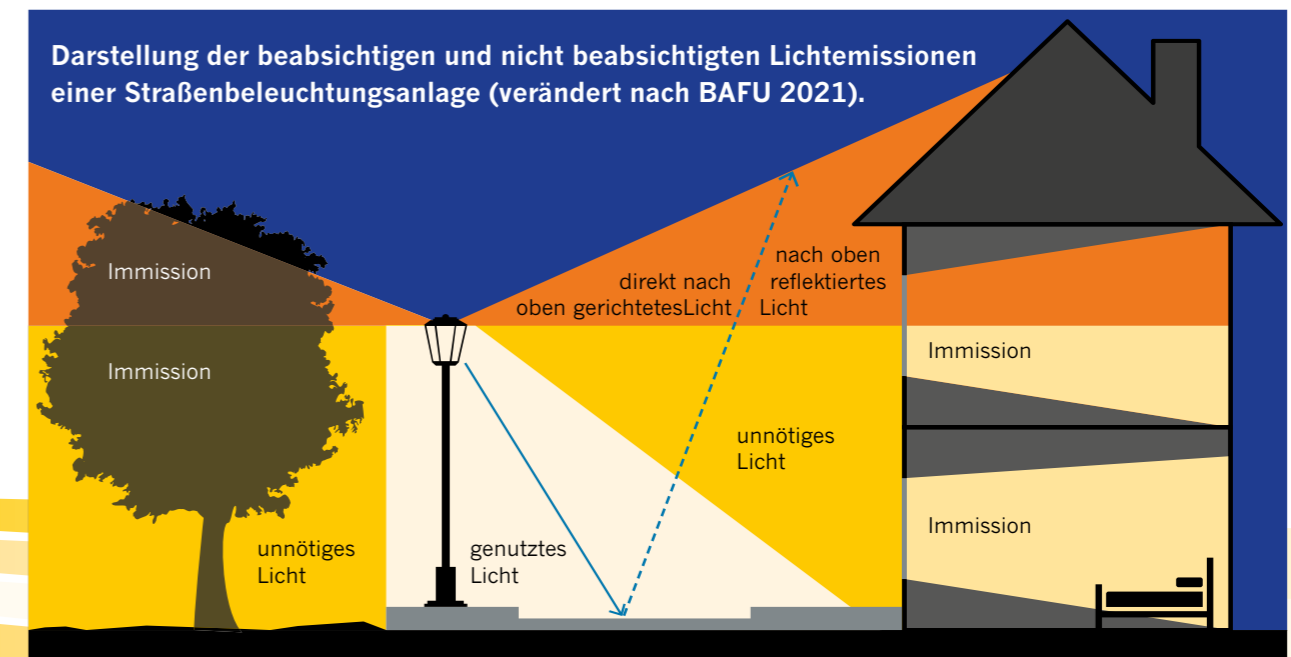 Darstellung der beabsichtigen und nicht beabsichtigten Lichtemissionen
einer Straßenbeleuchtungsanlage (verändert nach BAFU 2021).
Immission
Immission
unnötiges
Licht
genutztes
Licht
direkt nach
oben gerichtetesLicht
nach oben
reflektiertes
Licht
unnötiges
Licht
Immission
Immission